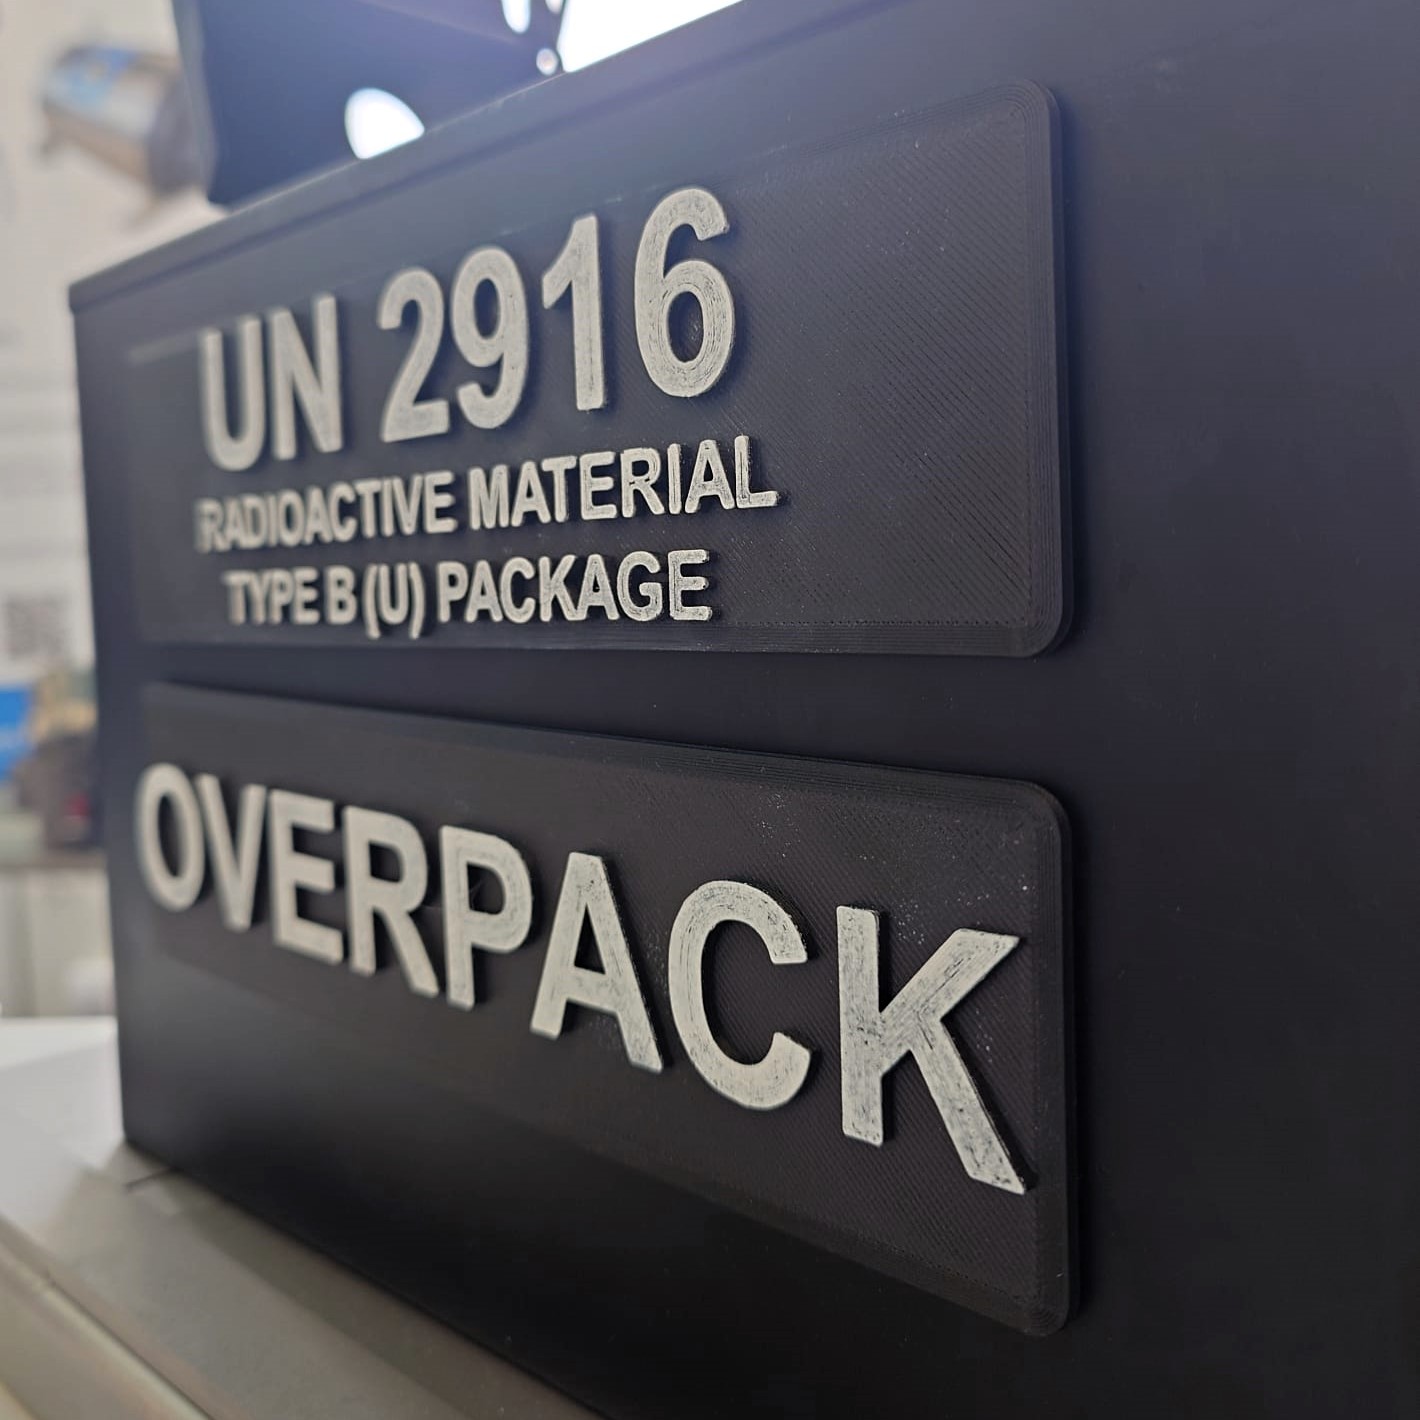 UN 2916
RADIOACTIVE MATERIAL
TYPE B (U) PACKAGE
OVERPACK